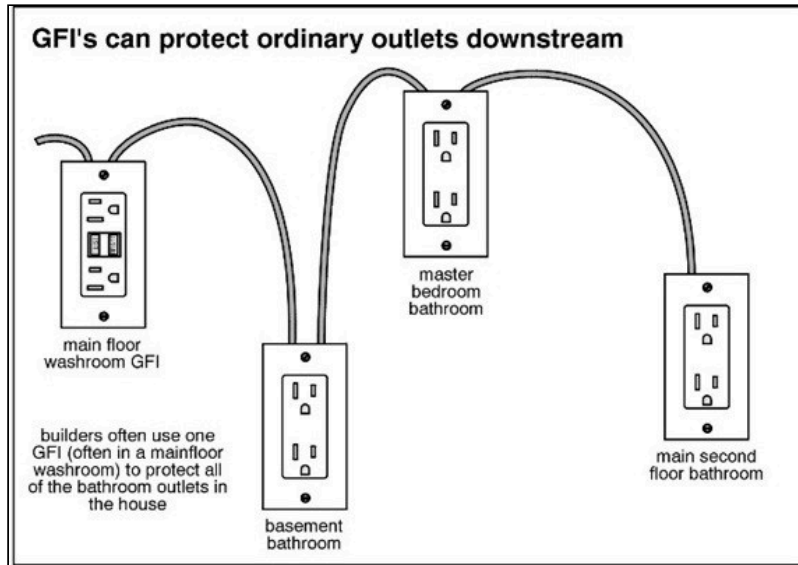 GFI's can protect ordinary outlets downstream
main floor
washroom GFI
master
bedroom
bathroom
builders often use one
GFI (often in a mainfloor
washroom) to protect all
of the bathroom outlets in
the house
basement
bathroom
main second
floor bathroom